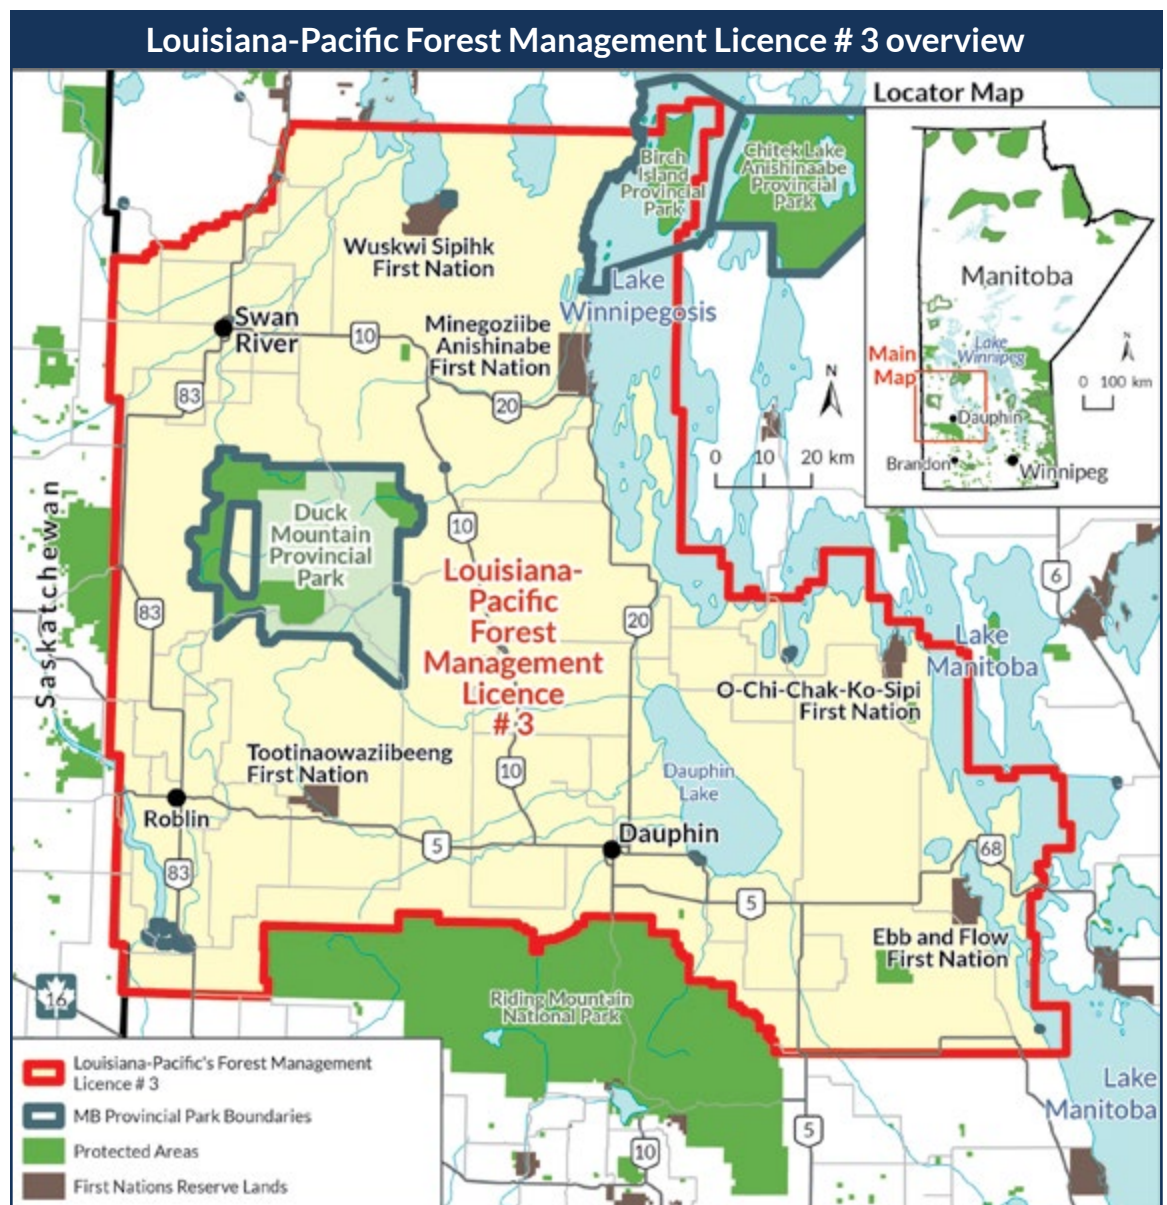 Louisiana-Pacific Forest Management Licence # 3 overview
Locator Map
Birch
Island
Provincial
Park
Chitek Lake
Anishinaabe
Provincial
Park
Wuskwi Sipihk
First Nation
Lake
Winnipegosis
Manitoba
Swan
River
10
Minegoziibe
Anishinabe
First Nation
83
20
N
0 10 20 km
Main
Map
Lake
Winnipeg
N
0 100 km
Dauphin
Brandon
Winnipeg
Saskatchewan
Duck
Mountain
Provincial
Park
10
Louisiana-
Pacific
Forest
Management
Licence
# 3
83
20
6
Lake
Manitoba
O-Chi-Chak-Ko-Sipi
First Nation
Tootinaowaziibeeng
First Nation
10
Dauphin
Lake
Roblin
5
Dauphin
68
83
5
Ebb and Flow
First Nation
16
Riding Mountain
National Park
Lake
Manitoba
5
10
Louisiana-Pacific's Forest Management
Licence # 3
MB Provincial Park Boundaries
Protected Areas
First Nations Reserve Lands